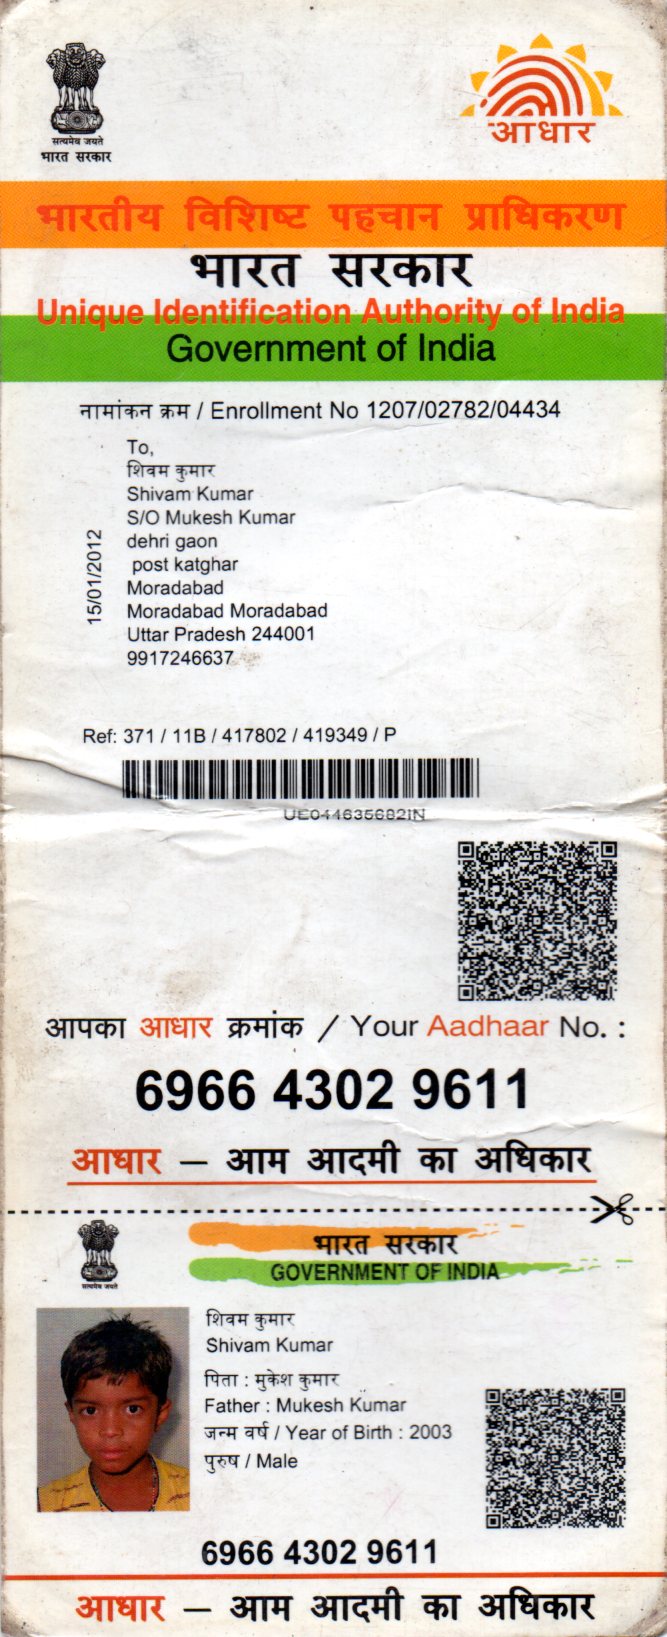 सत्यमेव जयते
भारत सरकार
आधार
भारतीय विशिष्ट पहचान प्राधिकरण
भारत सरकार
Unique Identification Authority of India
Government of India
नामांकन क्रम / Enrollment No 1207/02782/04434
To,
शिवम कुमार
Shivam Kumar
S/O Mukesh Kumar
dehri gaon
post katghar
Moradabad
Moradabad Moradabad
Uttar Pradesh 244001
9917246637
15/01/2012
Ref: 371 / 11B / 417802 / 419349 / P
UE044635682IN
आपका आधार क्रमांक / Your Aadhaar No. :
6966 4302 9611
आधार – आम आदमी का अधिकार
सत्यमेव जयते
भारत सरकार
GOVERNMENT OF INDIA
शिवम कुमार
Shivam Kumar
पिता : मुकेश कुमार
Father : Mukesh Kumar
जन्म वर्ष / Year of Birth : 2003
पुरुष / Male
6966 4302 9611
आधार – आम आदमी का अधिकार